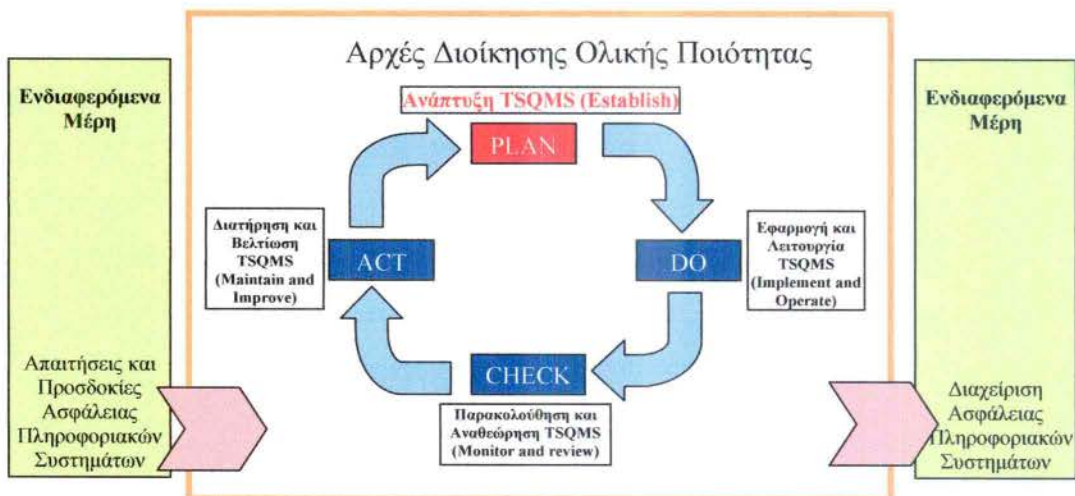 Αρχές Διοίκησης Ολικής Ποιότητας
Ενδιαφερόμενα
Μέρη
Απαιτήσεις και
Προσδοκίες
Ασφάλειας
Πληροφοριακών
Συστημάτων
Ανάπτυξη TSQMS (Establish)
PLAN
Διατήρηση και
Βελτίωση
TSQMS
(Maintain and
Improve)
ACT
DO
Εφαρμογή και
Λειτουργία
TSQMS
(Implement and
Operate)
CHECK
Παρακολούθηση και
Αναθεώρηση TSQMS
(Monitor and review)
Ενδιαφερόμενα
Μέρη
Διαχείριση
Ασφάλειας
Πληροφοριακών
Συστημάτων